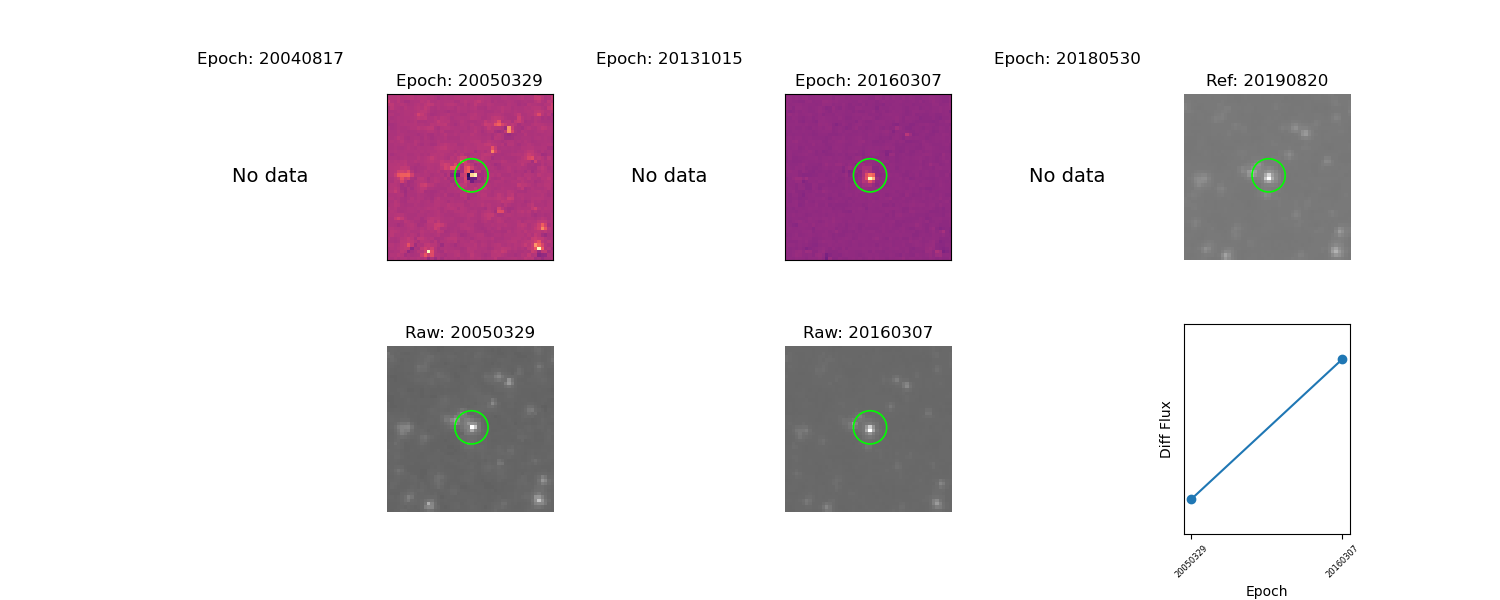 Epoch: 20040817
Epoch: 20131015
Epoch: 20180530
Epoch: 20050329
Epoch: 20160307
Ref: 20190820
No data
No data
No data
Raw: 20050329
Raw: 20160307
Diff Flux
20050329
20160307
Epoch